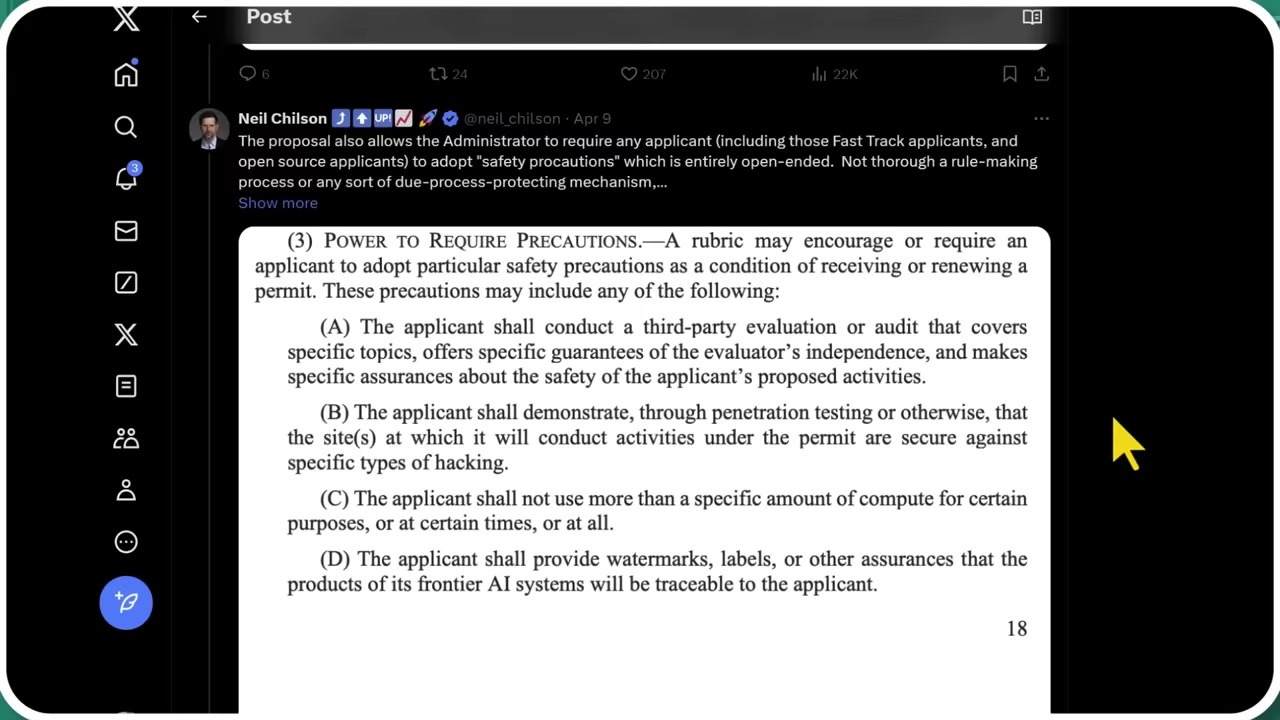 Post
6
24
207
22K
Neil Chilson UP! @neil_chilson · Apr 9
The proposal also allows the Administrator to require any applicant (including those Fast Track applicants, and
open source applicants) to adopt "safety procautions" which is entirely open-ended. Not thorough a rule-making
process or any sort of due-process-protecting mechanism,...
Show more
3
(3) POWER TO REQUIRE PRECAUTIONS.—A rubric may encourage or require an
applicant to adopt particular safety precautions as a condition of receiving or renewing a
permit. These precautions may include any of the following:
(A) The applicant shall conduct a third-party evaluation or audit that covers
specific topics, offers specific guarantees of the evaluator's independence, and makes
specific assurances about the safety of the applicant's proposed activities.
(B) The applicant shall demonstrate, through penetration testing or otherwise, that
the site(s) at which it will conduct activities under the permit are secure against
specific types of hacking.
(C) The applicant shall not use more than a specific amount of compute for certain
purposes, or at certain times, or at all.
(D) The applicant shall provide watermarks, labels, or other assurances that the
products of its frontier AI systems will be traceable to the applicant.
18